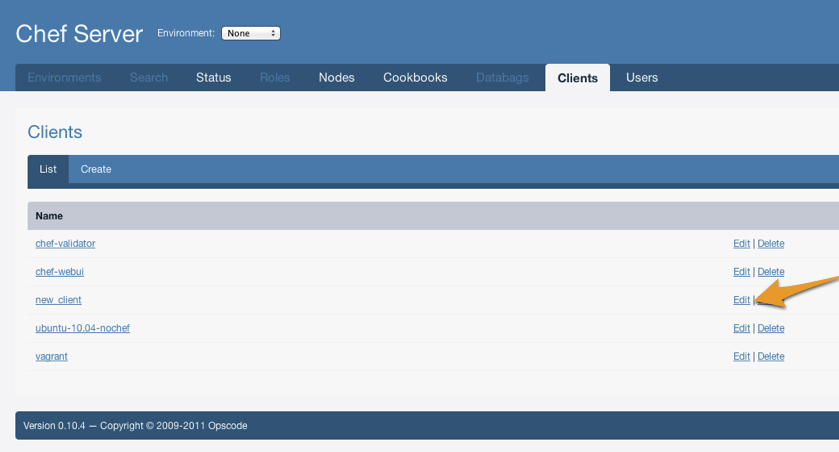 Chef Server Environment: None
Environments Search Status Roles Nodes Cookbooks Databags Clients Users
Clients
List Create
Name
chef-validator Edit | Delete
chef-webui Edit | Delete
new_client Edit |
ubuntu-10.04-nochef Edit | Delete
vagrant Edit | Delete
Version 0.10.4 — Copyright © 2009-2011 Opscode